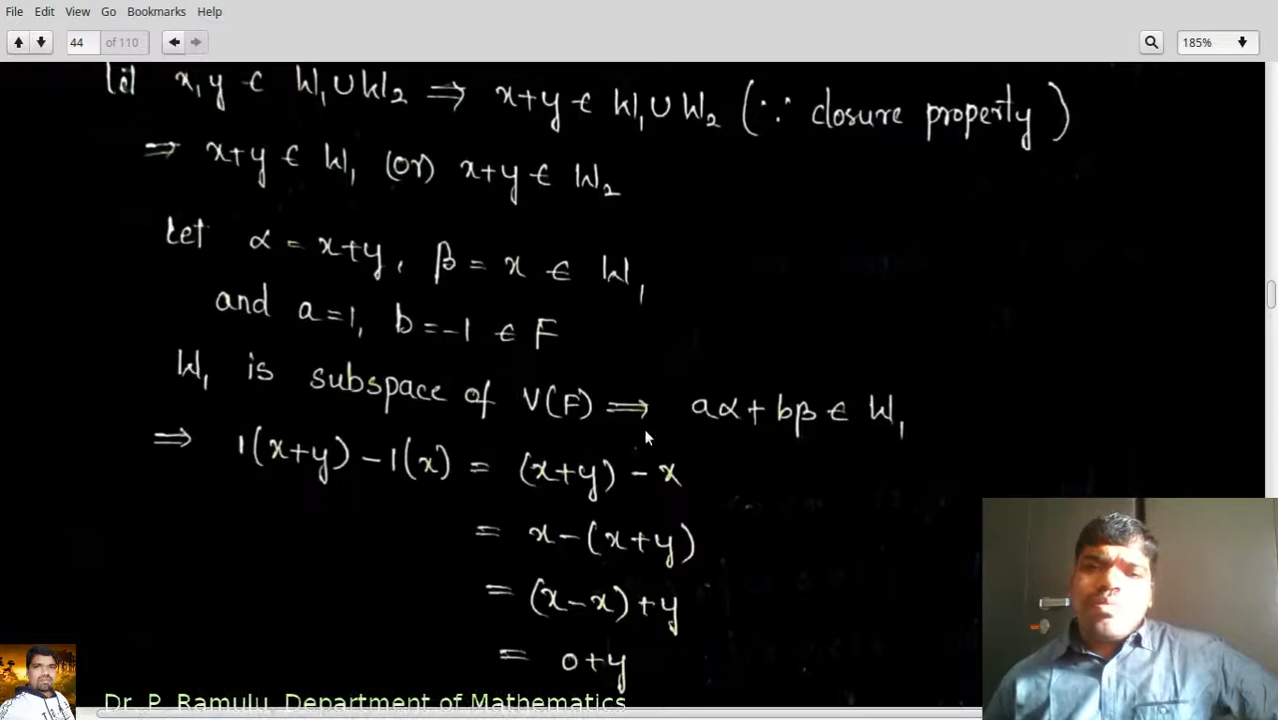 File Edit View Go Bookmarks Help
44 of 110 185%
Let x, y ∈ W₁∪W₂ ⇒ x+y ∈ W₁∪W₂ (∵ closure property)
⇒ x+y ∈ W₁ (or) x+y ∈ W₂
Let α = x+y, β = x ∈ W₁
and a=1, b=-1 ∈ F
W₁ is subspace of V(F) ⇒ aα + bβ ∈ W₁
⇒ 1(x+y) -1(x) = (x+y) - x
= x-(x+y)
= (x-x)+y
= 0+y
Dr. P. Ramulu, Department of Mathematics